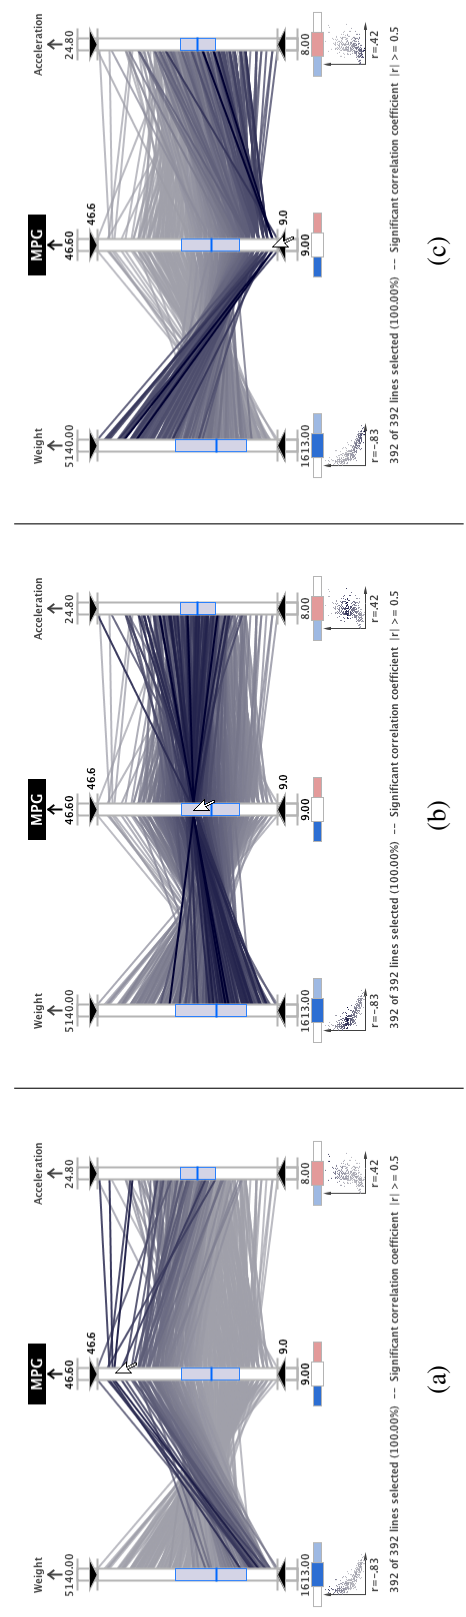 Weight
MPG
Acceleration
5140.00
46.60
46.6
24.80
1613.00
9.00
9.0
8.00
r=-.83
r=.42
392 of 392 lines selected (100.00%) -- Significant correlation coefficient |r| >= 0.5
(a)
Weight
MPG
Acceleration
5140.00
46.60
46.6
24.80
1613.00
9.00
9.0
8.00
r=-.83
r=.42
392 of 392 lines selected (100.00%) -- Significant correlation coefficient |r| >= 0.5
(b)
Weight
MPG
Acceleration
5140.00
46.60
46.6
24.80
1613.00
9.00
9.0
8.00
r=-.83
r=.42
392 of 392 lines selected (100.00%) -- Significant correlation coefficient |r| >= 0.5
(c)